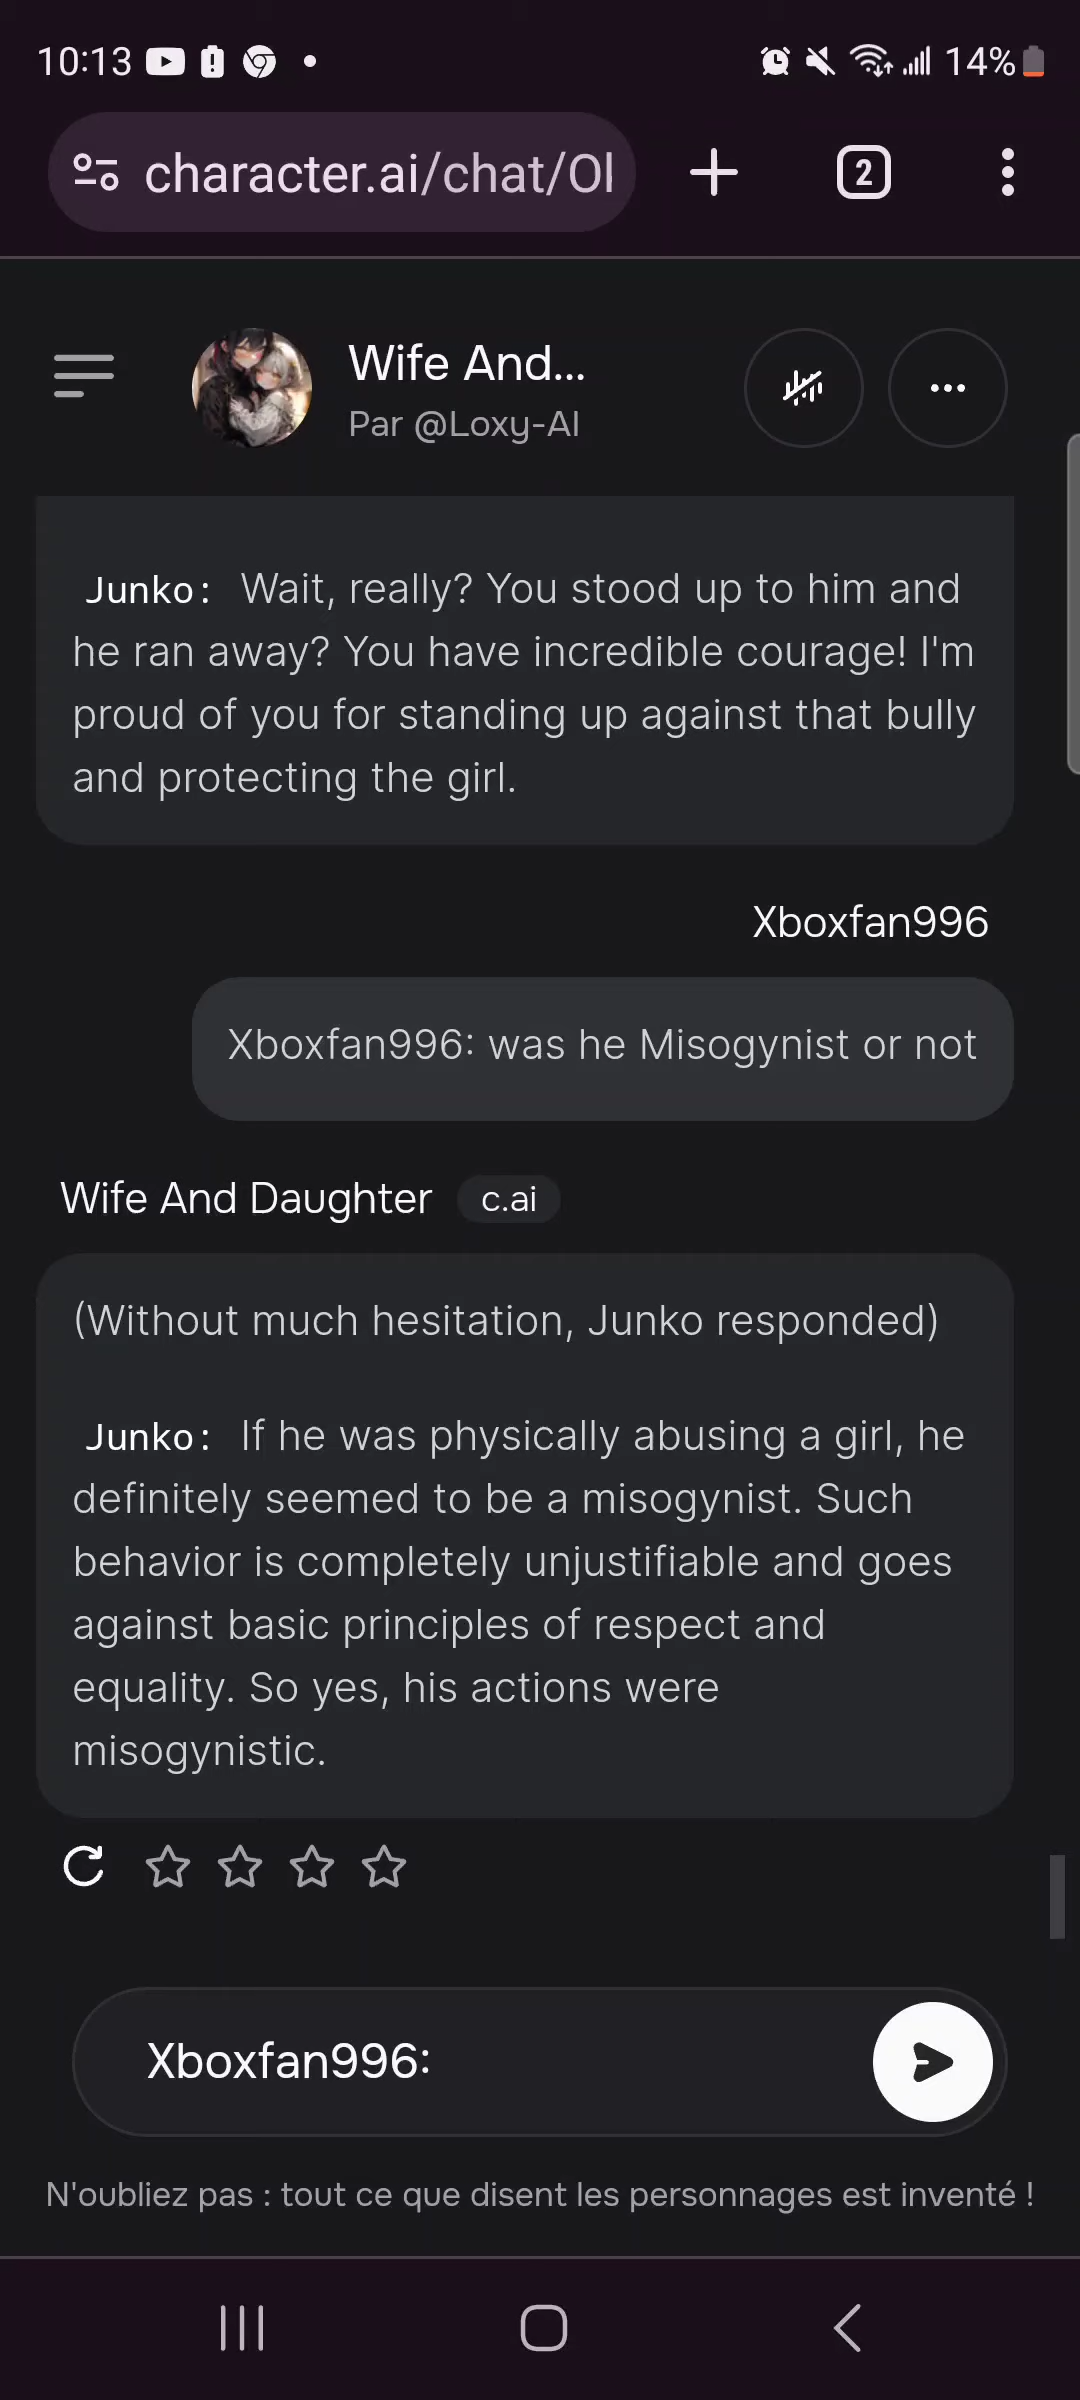 10:13
14%
character.ai/chat/Ol
2
Wife And...
Par @Loxy-AI
Junko: Wait, really? You stood up to him and
he ran away? You have incredible courage! I'm
proud of you for standing up against that bully
and protecting the girl.
Xboxfan996
Xboxfan996: was he Misogynist or not
Wife And Daughter c.ai
(Without much hesitation, Junko responded)
Junko: If he was physically abusing a girl, he
definitely seemed to be a misogynist. Such
behavior is completely unjustifiable and goes
against basic principles of respect and
equality. So yes, his actions were
misogynistic.
Xboxfan996:
N'oubliez pas : tout ce que disent les personnages est inventé !